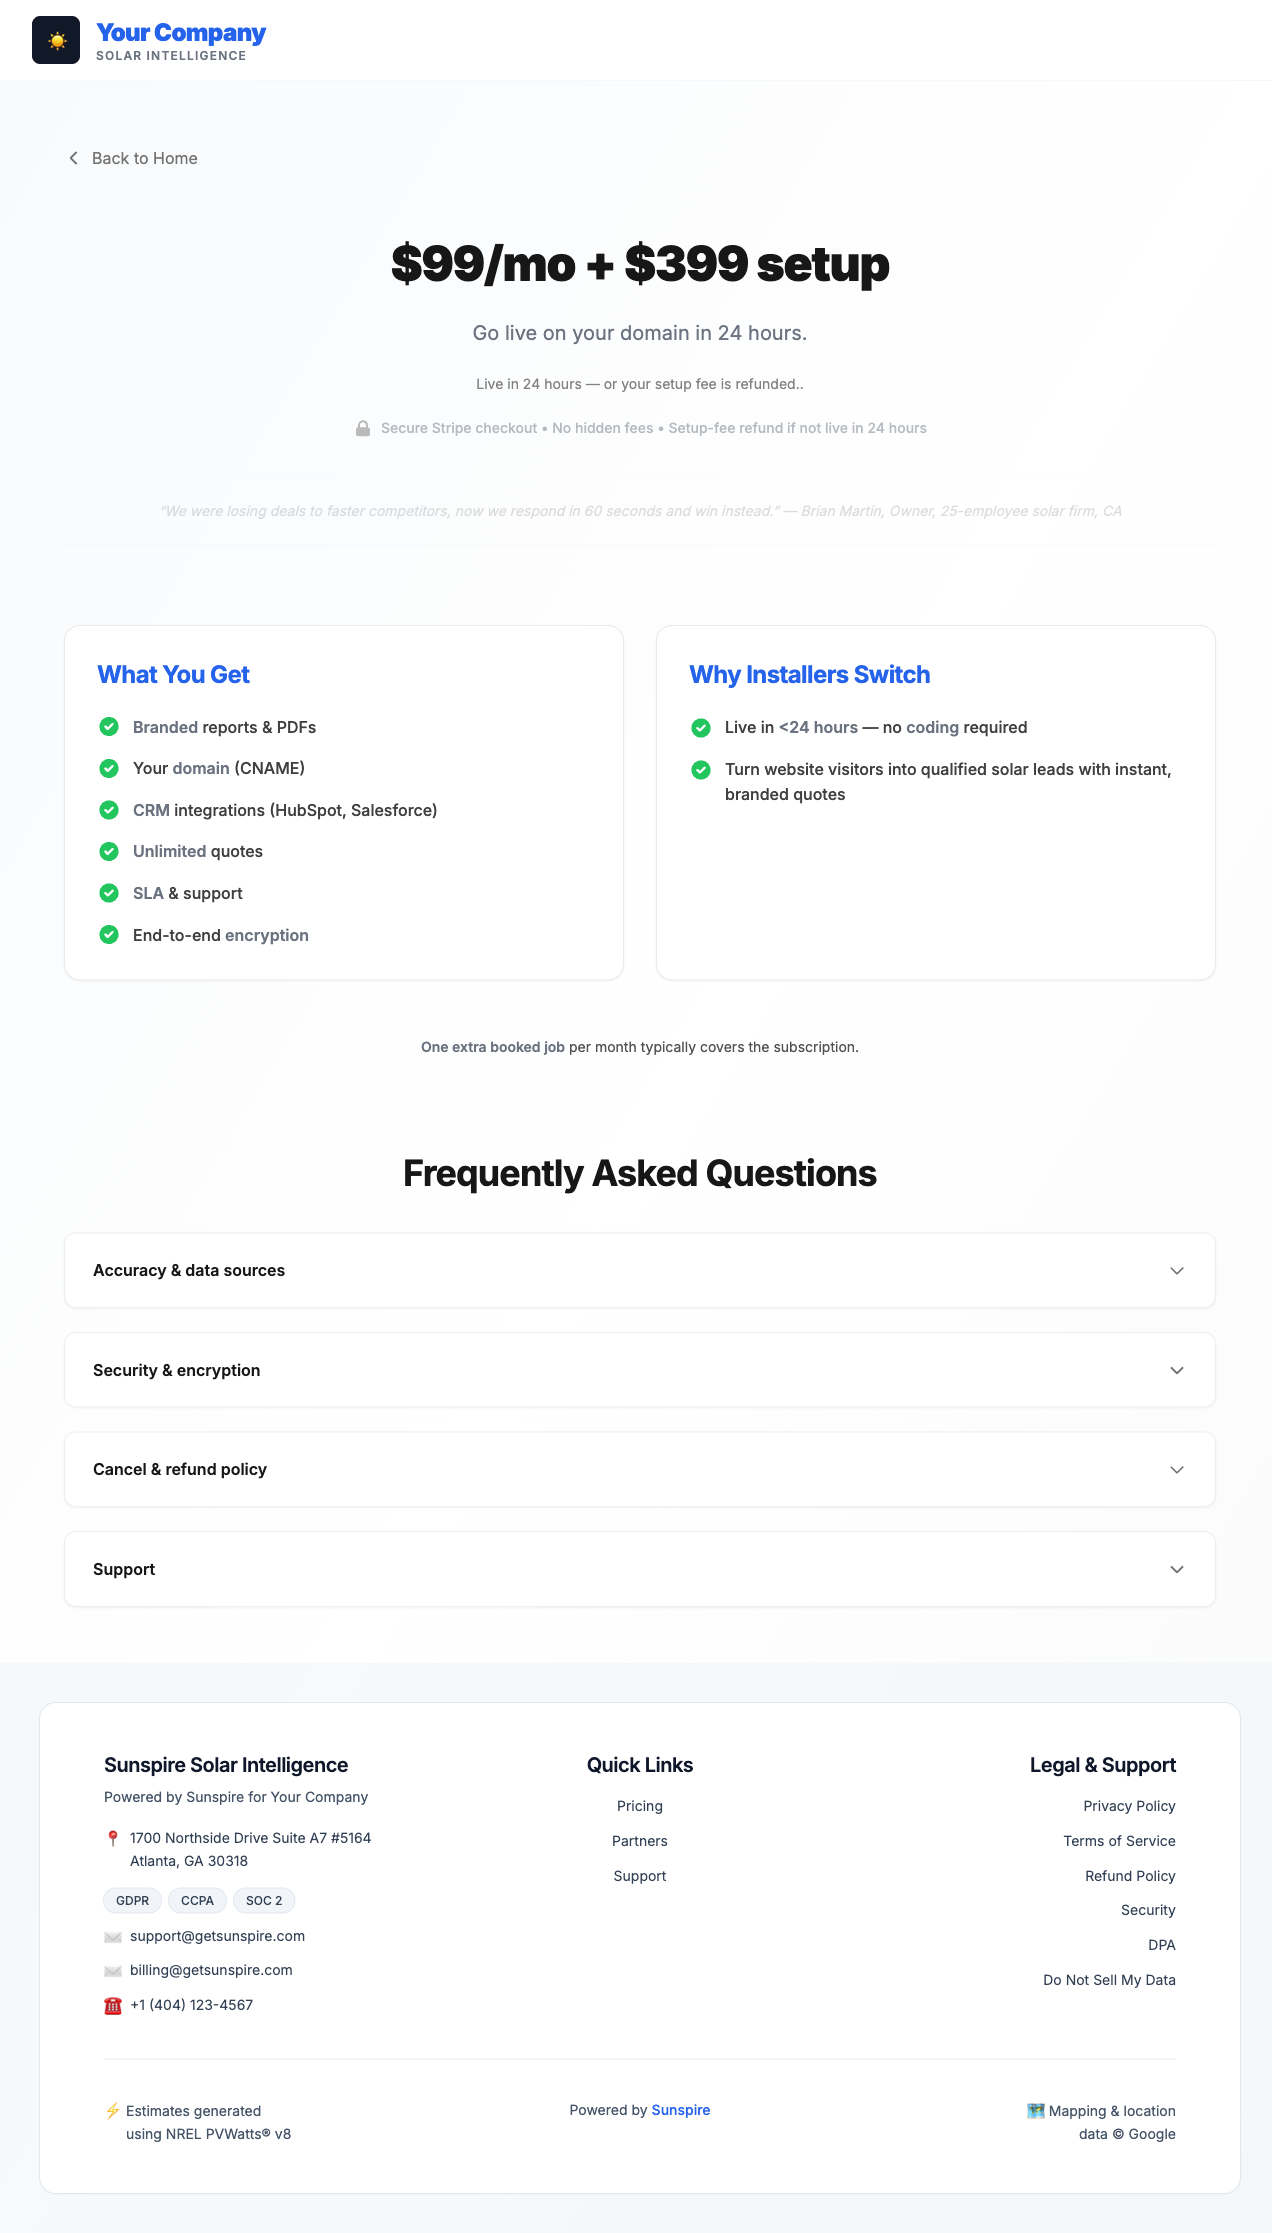 Your Company
SOLAR INTELLIGENCE
Back to Home
$99/mo + $399 setup
Go live on your domain in 24 hours.
Live in 24 hours — or your setup fee is refunded..
Secure Stripe checkout • No hidden fees • Setup-fee refund if not live in 24 hours
"We were losing deals to faster competitors, now we respond in 60 seconds and win instead." — Brian Martin, Owner, 25-employee solar firm, CA
What You Get
Branded reports & PDFs
Your domain (CNAME)
CRM integrations (HubSpot, Salesforce)
Unlimited quotes
SLA & support
End-to-end encryption
Why Installers Switch
Live in <24 hours — no coding required
Turn website visitors into qualified solar leads with instant,
branded quotes
One extra booked job per month typically covers the subscription.
Frequently Asked Questions
Accuracy & data sources
Security & encryption
Cancel & refund policy
Support
Sunspire Solar Intelligence
Powered by Sunspire for Your Company
1700 Northside Drive Suite A7 #5164
Atlanta, GA 30318
GDPR CCPA SOC 2
support@getsunspire.com
billing@getsunspire.com
+1 (404) 123-4567
Quick Links
Pricing
Partners
Support
Legal & Support
Privacy Policy
Terms of Service
Refund Policy
Security
DPA
Do Not Sell My Data
Estimates generated
using NREL PVWatts® v8
Powered by Sunspire
Mapping & location
data © Google